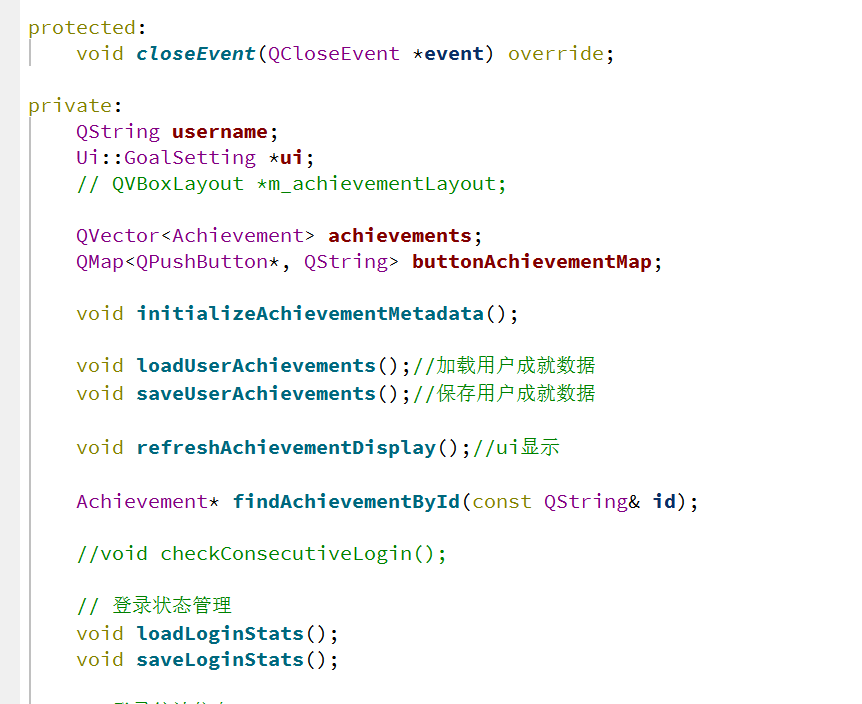 protected:
void closeEvent(QCloseEvent *event) override;
private:
QString username;
Ui::GoalSetting *ui;
// QVBoxLayout *m_achievementLayout;
QVector<Achievement> achievements;
QMap<QPushButton*, QString> buttonAchievementMap;
void initializeAchievementMetadata();
void loadUserAchievements();//加载用户成就数据
void saveUserAchievements();//保存用户成就数据
void refreshAchievementDisplay();//ui显示
Achievement* findAchievementById(const QString& id);
//void checkConsecutiveLogin();
// 登录状态管理
void loadLoginStats();
void saveLoginStats();